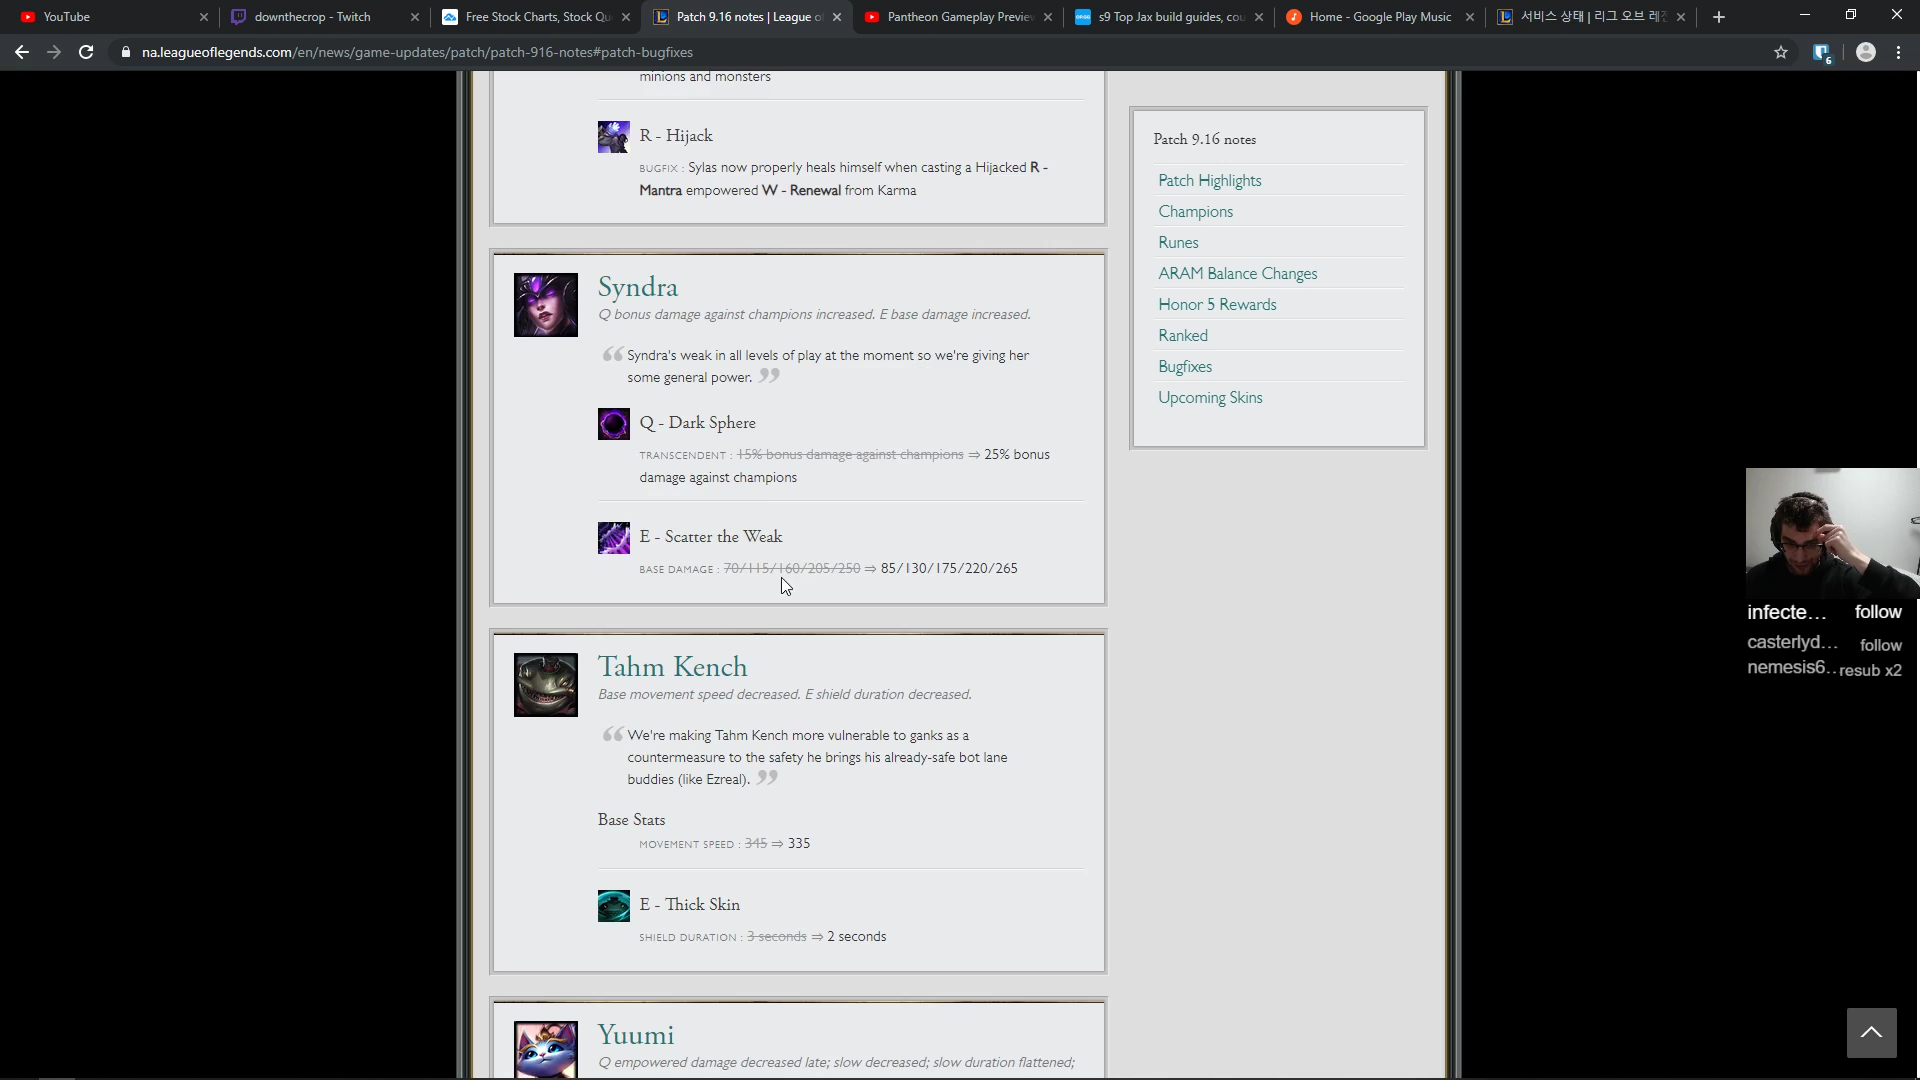 YouTube
downthecrop - Twitch
Free Stock Charts, Stock Qu
Patch 9.16 notes | League o
Pantheon Gameplay Preview
s9 Top Jax build guides, cou
Home - Google Play Music
서비스 상태 | 리그 오브 레전
na.leagueoflegends.com/en/news/game-updates/patch/patch-916-notes#patch-bugfixes
6
minions and monsters
R - Hijack
BUGFIX : Sylas now properly heals himself when casting a Hijacked R -
Mantra empowered W - Renewal from Karma
Syndra
Q bonus damage against champions increased. E base damage increased.
Syndra's weak in all levels of play at the moment so we're giving her
some general power.
Q - Dark Sphere
TRANSCENDENT : 15% bonus damage against champions ⇒ 25% bonus
damage against champions
E - Scatter the Weak
BASE DAMAGE : 70/115/160/205/250 ⇒ 85/130/175/220/265
Tahm Kench
Base movement speed decreased. E shield duration decreased.
We're making Tahm Kench more vulnerable to ganks as a
countermeasure to the safety he brings his already-safe bot lane
buddies (like Ezreal).
Base Stats
MOVEMENT SPEED : 345 ⇒ 335
E - Thick Skin
SHIELD DURATION : 3 seconds ⇒ 2 seconds
Yuumi
Q empowered damage decreased late; slow decreased; slow duration flattened;
Patch 9.16 notes
Patch Highlights
Champions
Runes
ARAM Balance Changes
Honor 5 Rewards
Ranked
Bugfixes
Upcoming Skins
infecte... follow
casterlyd... follow
nemesis6.. resub x2